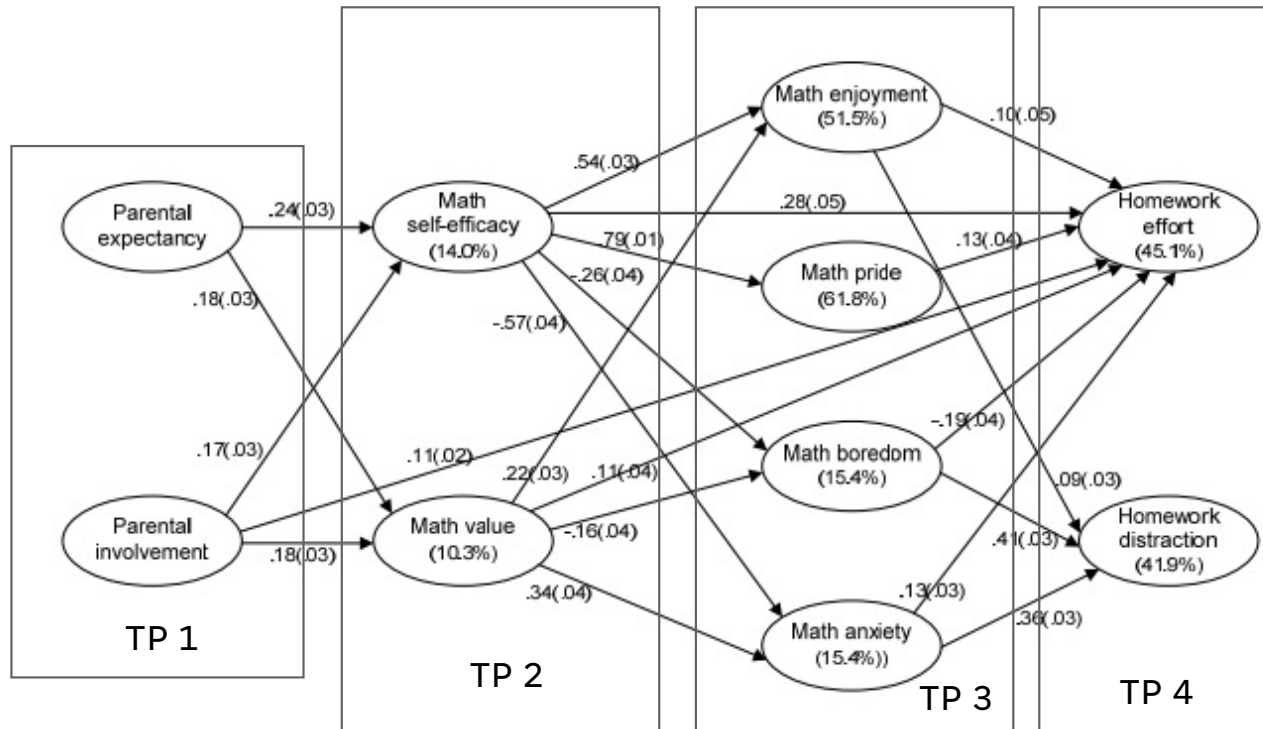 Parental
expectancy
Parental
involvement
TP 1
.24(.03)
.18(.03)
.17(.03)
.11(.02)
.18(.03)
Math
self-efficacy
(14.0%)
Math value
(10.3%)
TP 2
.54(.03)
.28(.05)
.79(.01)
-.26(.04)
-.57(.04)
.22(.03)
.11(.04)
-.16(.04)
.34(.04)
Math enjoyment
(51.5%)
Math pride
(61.8%)
Math boredom
(15.4%)
Math anxiety
(15.4%))
TP 3
.10(.05)
.13(.04)
-.19(.04)
.09(.03)
.41(.03)
.13(.03)
.36(.03)
Homework
effort
(45.1%)
Homework
distraction
(41.9%)
TP 4